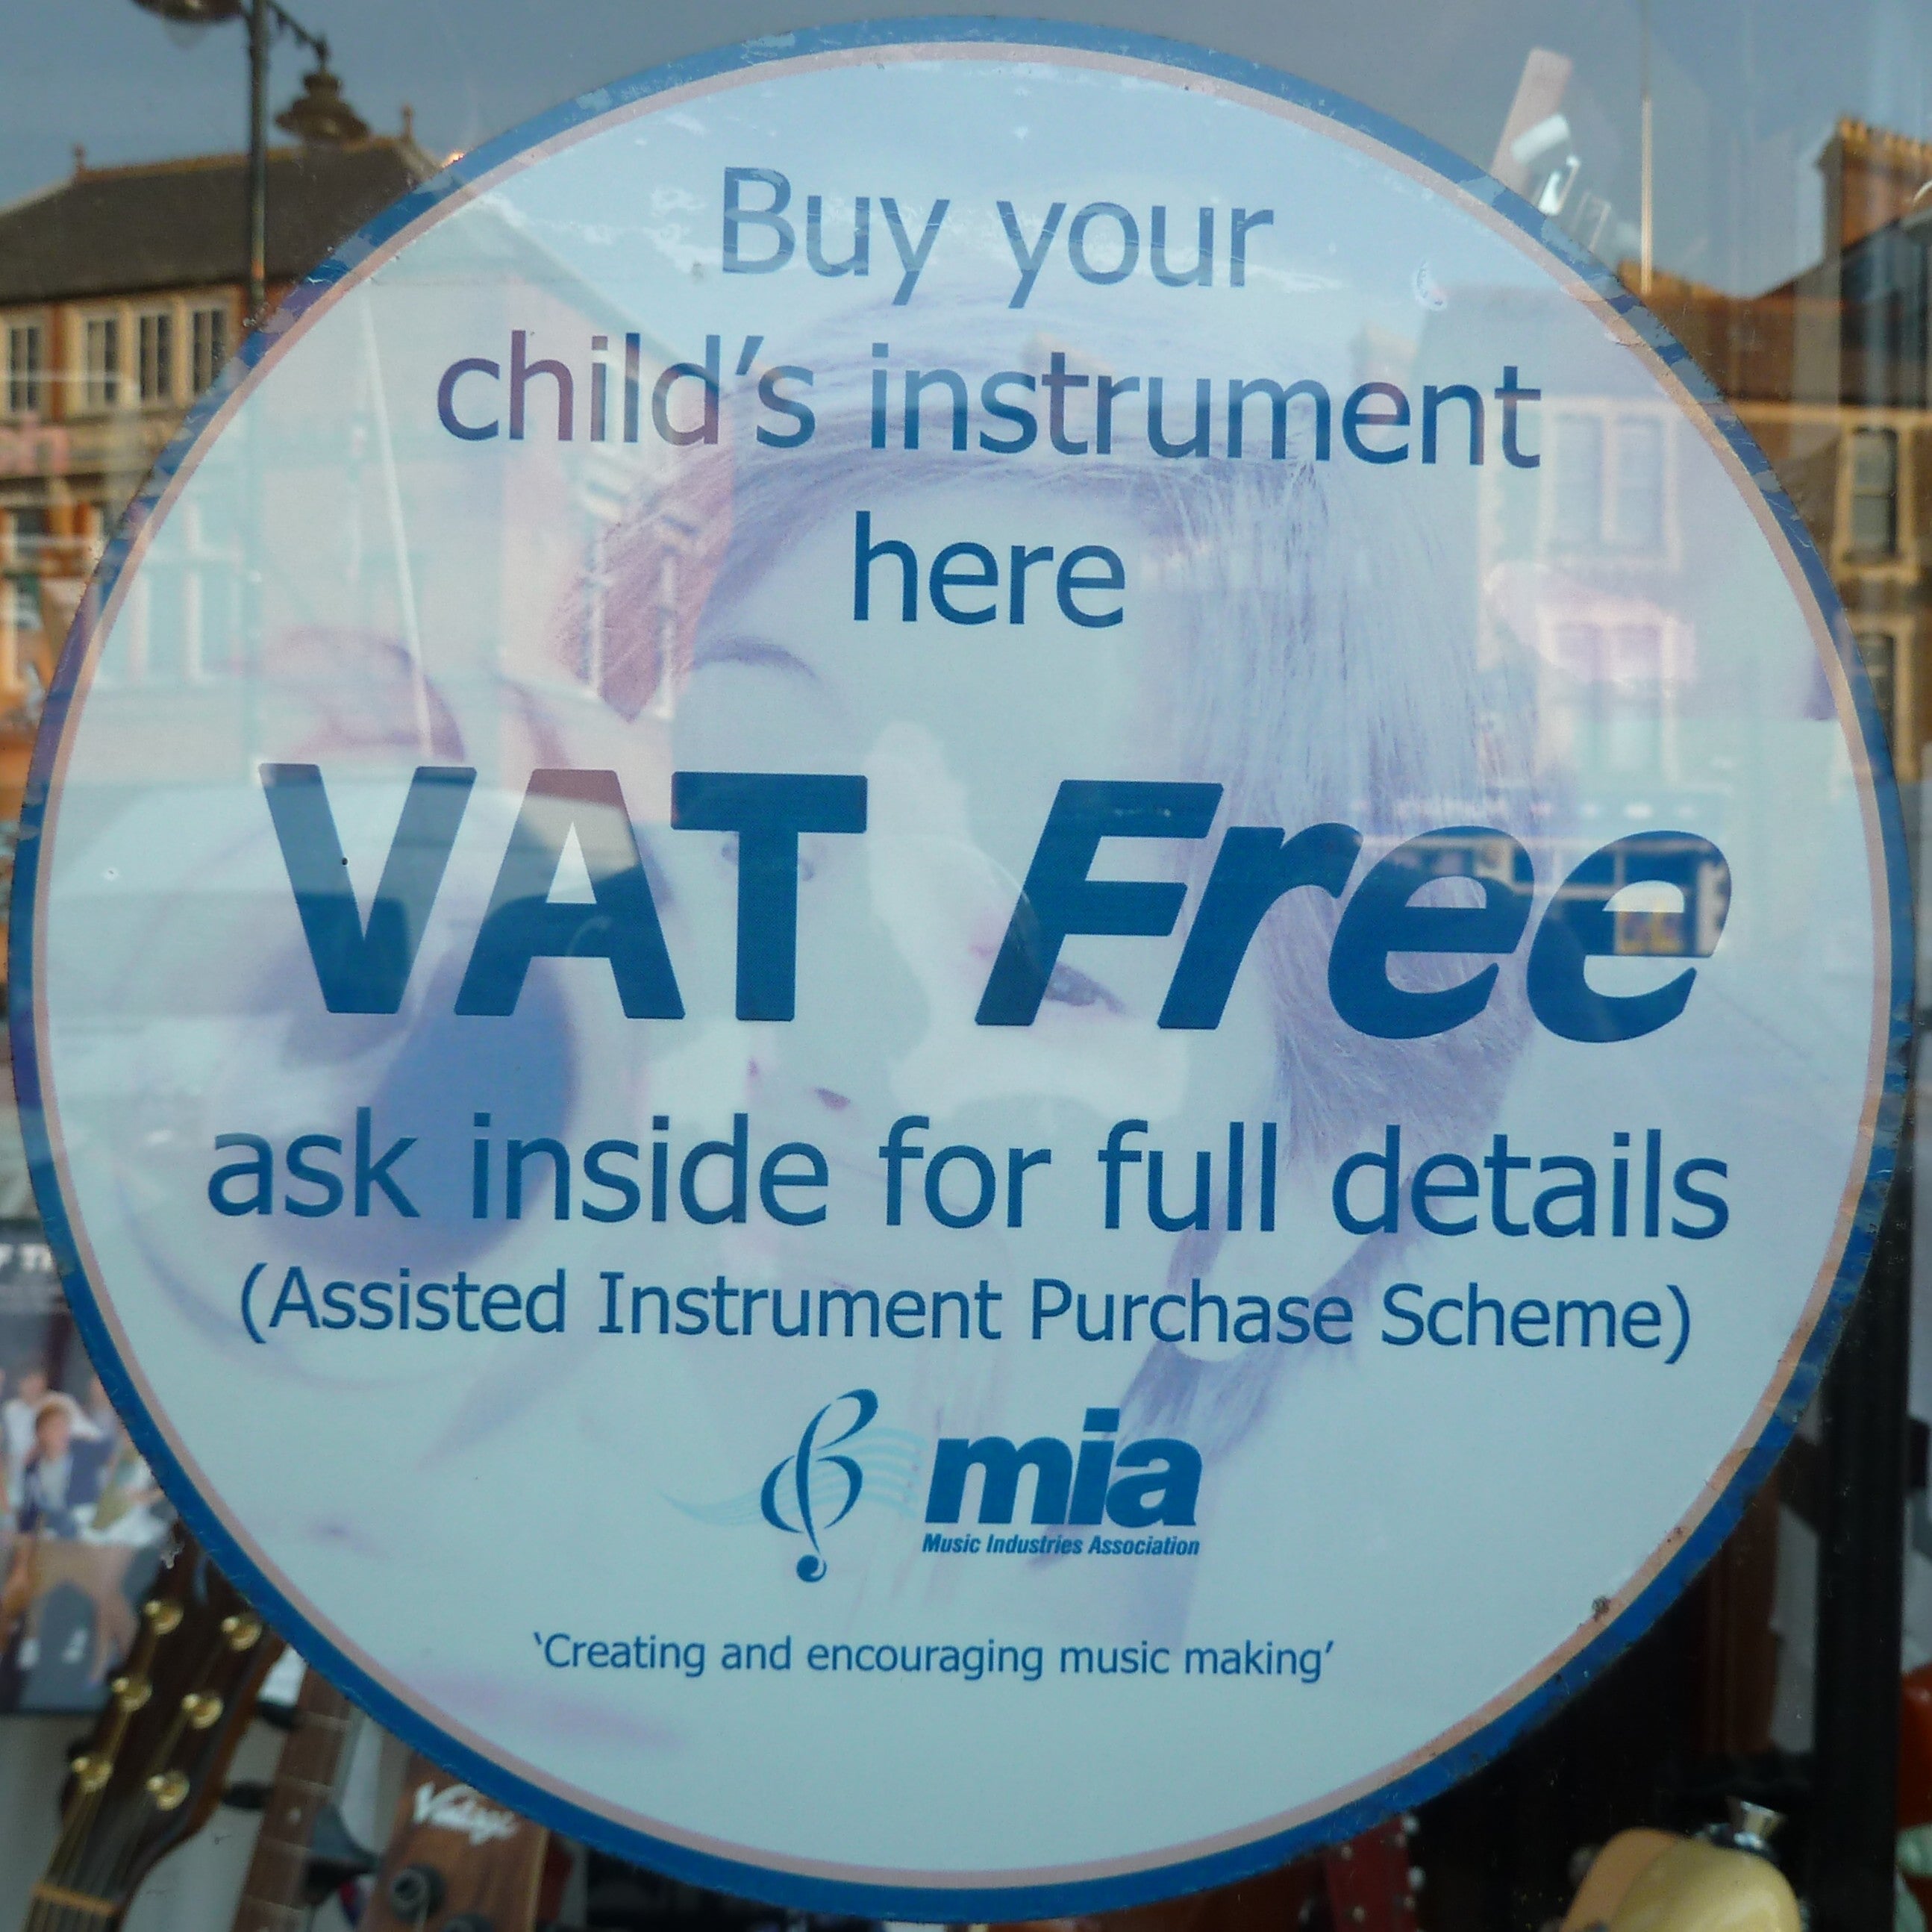 Buy your
child's instrument
here
VAT Free
ask inside for full details
(Assisted Instrument Purchase Scheme)
mia
Music Industries Association
‘Creating and encouraging music making’
Vintage